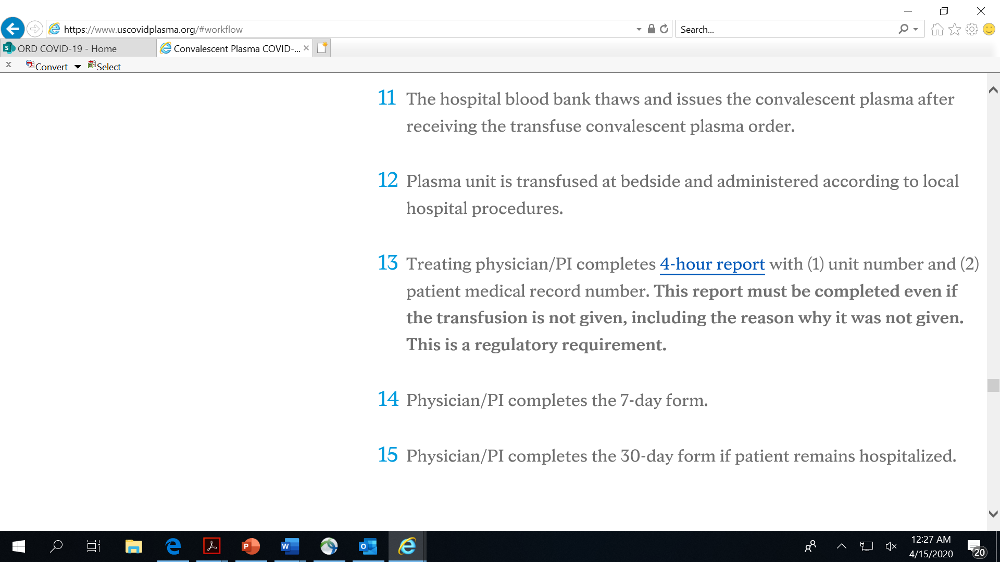 https://www.uscovidplasma.org/#workflow
Search...
ORD COVID-19 - Home
Convalescent Plasma COVID-...
Convert
Select
11 The hospital blood bank thaws and issues the convalescent plasma after
receiving the transfuse convalescent plasma order.
12 Plasma unit is transfused at bedside and administered according to local
hospital procedures.
13 Treating physician/PI completes 4-hour report with (1) unit number and (2)
patient medical record number. This report must be completed even if
the transfusion is not given, including the reason why it was not given.
This is a regulatory requirement.
14 Physician/PI completes the 7-day form.
15 Physician/PI completes the 30-day form if patient remains hospitalized.
12:27 AM
4/15/2020
20